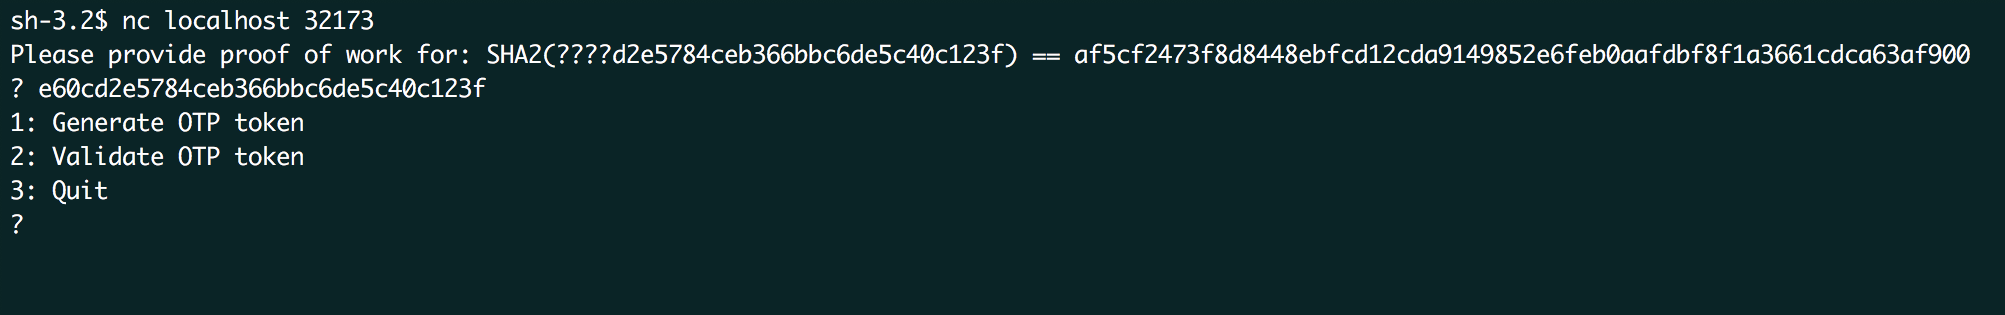 sh-3.2$ nc localhost 32173
Please provide proof of work for: SHA2(????d2e5784ceb366bbc6de5c40c123f) == af5cf2473f8d8448ebfcd12cda9149852e6feb0aafdbf8f1a3661cdca63af900
? e60cd2e5784ceb366bbc6de5c40c123f
1: Generate OTP token
2: Validate OTP token
3: Quit
?